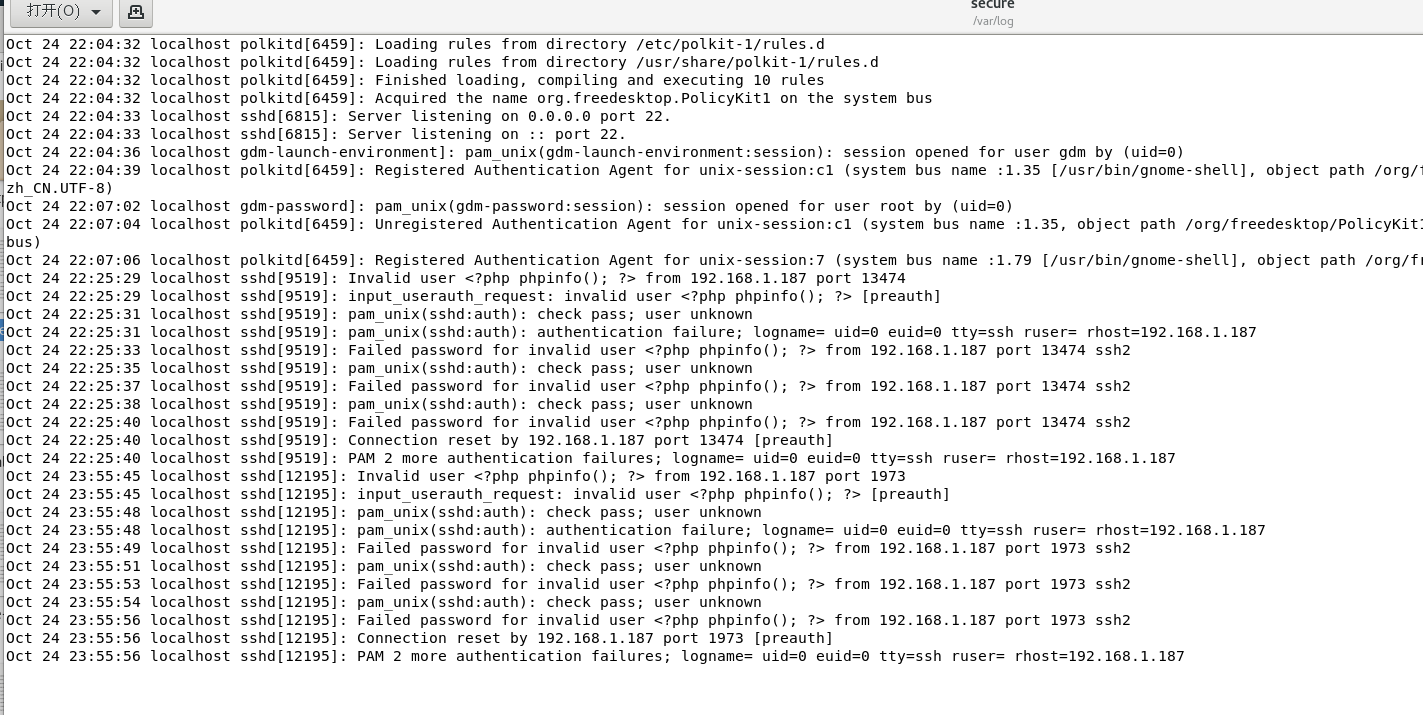 打开(O)
secure
/var/log
Oct 24 22:04:32 localhost polkitd[6459]: Loading rules from directory /etc/polkit-1/rules.d
Oct 24 22:04:32 localhost polkitd[6459]: Loading rules from directory /usr/share/polkit-1/rules.d
Oct 24 22:04:32 localhost polkitd[6459]: Finished loading, compiling and executing 10 rules
Oct 24 22:04:32 localhost polkitd[6459]: Acquired the name org.freedesktop.PolicyKit1 on the system bus
Oct 24 22:04:33 localhost sshd[6815]: Server listening on 0.0.0.0 port 22.
Oct 24 22:04:33 localhost sshd[6815]: Server listening on :: port 22.
Oct 24 22:04:36 localhost gdm-launch-environment]: pam_unix(gdm-launch-environment:session): session opened for user gdm by (uid=0)
Oct 24 22:04:39 localhost polkitd[6459]: Registered Authentication Agent for unix-session:c1 (system bus name :1.35 [/usr/bin/gnome-shell], object path /org/f
zh_CN.UTF-8)
Oct 24 22:07:02 localhost gdm-password]: pam_unix(gdm-password:session): session opened for user root by (uid=0)
Oct 24 22:07:04 localhost polkitd[6459]: Unregistered Authentication Agent for unix-session:c1 (system bus name :1.35, object path /org/freedesktop/PolicyKit1
bus)
Oct 24 22:07:06 localhost polkitd[6459]: Registered Authentication Agent for unix-session:7 (system bus name :1.79 [/usr/bin/gnome-shell], object path /org/fr
Oct 24 22:25:29 localhost sshd[9519]: Invalid user <?php phpinfo(); ?> from 192.168.1.187 port 13474
Oct 24 22:25:29 localhost sshd[9519]: input_userauth_request: invalid user <?php phpinfo(); ?> [preauth]
Oct 24 22:25:31 localhost sshd[9519]: pam_unix(sshd:auth): check pass; user unknown
Oct 24 22:25:31 localhost sshd[9519]: pam_unix(sshd:auth): authentication failure; logname= uid=0 euid=0 tty=ssh ruser= rhost=192.168.1.187
Oct 24 22:25:33 localhost sshd[9519]: Failed password for invalid user <?php phpinfo(); ?> from 192.168.1.187 port 13474 ssh2
Oct 24 22:25:35 localhost sshd[9519]: pam_unix(sshd:auth): check pass; user unknown
Oct 24 22:25:37 localhost sshd[9519]: Failed password for invalid user <?php phpinfo(); ?> from 192.168.1.187 port 13474 ssh2
Oct 24 22:25:38 localhost sshd[9519]: pam_unix(sshd:auth): check pass; user unknown
Oct 24 22:25:40 localhost sshd[9519]: Failed password for invalid user <?php phpinfo(); ?> from 192.168.1.187 port 13474 ssh2
Oct 24 22:25:40 localhost sshd[9519]: Connection reset by 192.168.1.187 port 13474 [preauth]
Oct 24 22:25:40 localhost sshd[9519]: PAM 2 more authentication failures; logname= uid=0 euid=0 tty=ssh ruser= rhost=192.168.1.187
Oct 24 23:55:45 localhost sshd[12195]: Invalid user <?php phpinfo(); ?> from 192.168.1.187 port 1973
Oct 24 23:55:45 localhost sshd[12195]: input_userauth_request: invalid user <?php phpinfo(); ?> [preauth]
Oct 24 23:55:48 localhost sshd[12195]: pam_unix(sshd:auth): check pass; user unknown
Oct 24 23:55:48 localhost sshd[12195]: pam_unix(sshd:auth): authentication failure; logname= uid=0 euid=0 tty=ssh ruser= rhost=192.168.1.187
Oct 24 23:55:49 localhost sshd[12195]: Failed password for invalid user <?php phpinfo(); ?> from 192.168.1.187 port 1973 ssh2
Oct 24 23:55:51 localhost sshd[12195]: pam_unix(sshd:auth): check pass; user unknown
Oct 24 23:55:53 localhost sshd[12195]: Failed password for invalid user <?php phpinfo(); ?> from 192.168.1.187 port 1973 ssh2
Oct 24 23:55:54 localhost sshd[12195]: pam_unix(sshd:auth): check pass; user unknown
Oct 24 23:55:56 localhost sshd[12195]: Failed password for invalid user <?php phpinfo(); ?> from 192.168.1.187 port 1973 ssh2
Oct 24 23:55:56 localhost sshd[12195]: Connection reset by 192.168.1.187 port 1973 [preauth]
Oct 24 23:55:56 localhost sshd[12195]: PAM 2 more authentication failures; logname= uid=0 euid=0 tty=ssh ruser= rhost=192.168.1.187